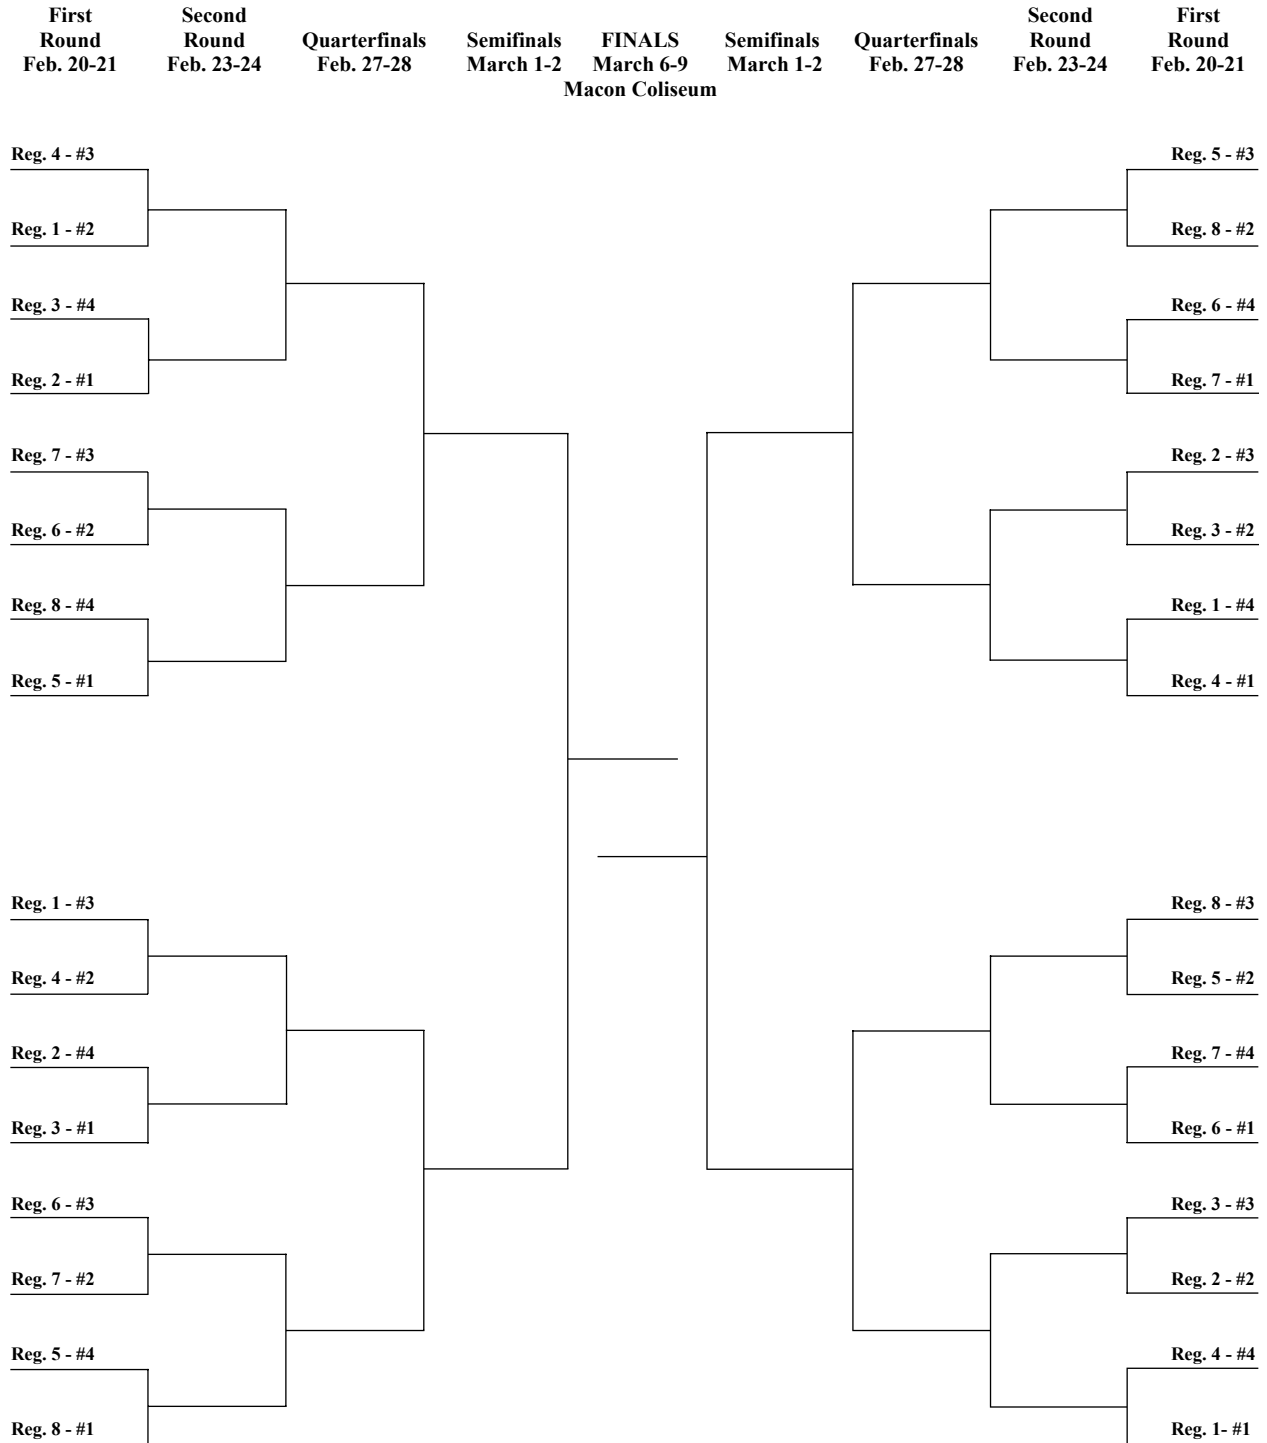 First
Round
Feb. 20-21
Second
Round
Feb. 23-24
Quarterfinals
Feb. 27-28
Semifinals
March 1-2
FINALS
March 6-9
Macon Coliseum
Semifinals
March 1-2
Quarterfinals
Feb. 27-28
Second
Round
Feb. 23-24
First
Round
Feb. 20-21
Reg. 4 - #3
Reg. 1 - #2
Reg. 3 - #4
Reg. 2 - #1
Reg. 7 - #3
Reg. 6 - #2
Reg. 8 - #4
Reg. 5 - #1
Reg. 1 - #3
Reg. 4 - #2
Reg. 2 - #4
Reg. 3 - #1
Reg. 6 - #3
Reg. 7 - #2
Reg. 5 - #4
Reg. 8 - #1
Reg. 5 - #3
Reg. 8 - #2
Reg. 6 - #4
Reg. 7 - #1
Reg. 2 - #3
Reg. 3 - #2
Reg. 1 - #4
Reg. 4 - #1
Reg. 8 - #3
Reg. 5 - #2
Reg. 7 - #4
Reg. 6 - #1
Reg. 3 - #3
Reg. 2 - #2
Reg. 4 - #4
Reg. 1- #1